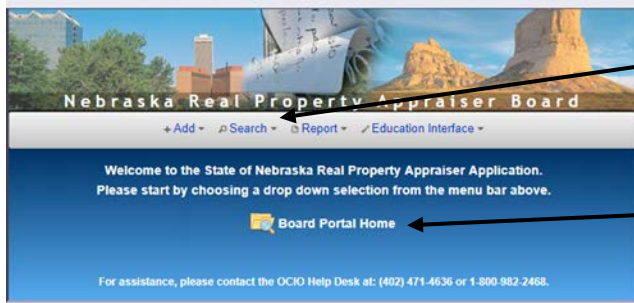 Nebraska Real Property Appraiser Board
+ Add Search Report Education Interface
Welcome to the State of Nebraska Real Property Appraiser Application.
Please start by choosing a drop down selection from the menu bar above.
Board Portal Home
For assistance, please contact the OCIO Help Desk at: (402) 471-4636 or 1-800-982-2468.